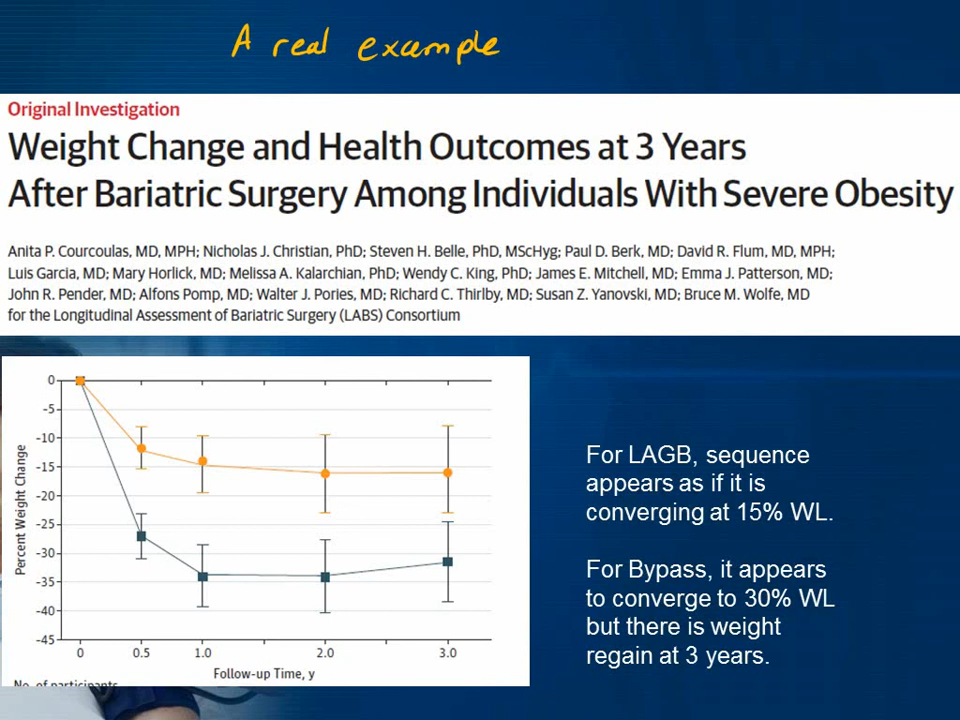 A real example
Original Investigation
Weight Change and Health Outcomes at 3 Years
After Bariatric Surgery Among Individuals With Severe Obesity
Anita P. Courcoulas, MD, MPH; Nicholas J. Christian, PhD; Steven H. Belle, PhD, MScHyg; Paul D. Berk, MD; David R. Flum, MD, MPH;
Luis Garcia, MD; Mary Horlick, MD; Melissa A. Kalarchian, PhD; Wendy C. King, PhD; James E. Mitchell, MD; Emma J. Patterson, MD;
John R. Pender, MD; Alfons Pomp, MD; Walter J. Pories, MD; Richard C. Thirlby, MD; Susan Z. Yanovski, MD; Bruce M. Wolfe, MD
for the Longitudinal Assessment of Bariatric Surgery (LABS) Consortium
Percent Weight Change
0
-5
-10
-15
-20
-25
-30
-35
-40
-45
0 0.5 1.0 2.0 3.0
Follow-up Time, y
No. of participants
For LAGB, sequence
appears as if it is
converging at 15% WL.
For Bypass, it appears
to converge to 30% WL
but there is weight
regain at 3 years.